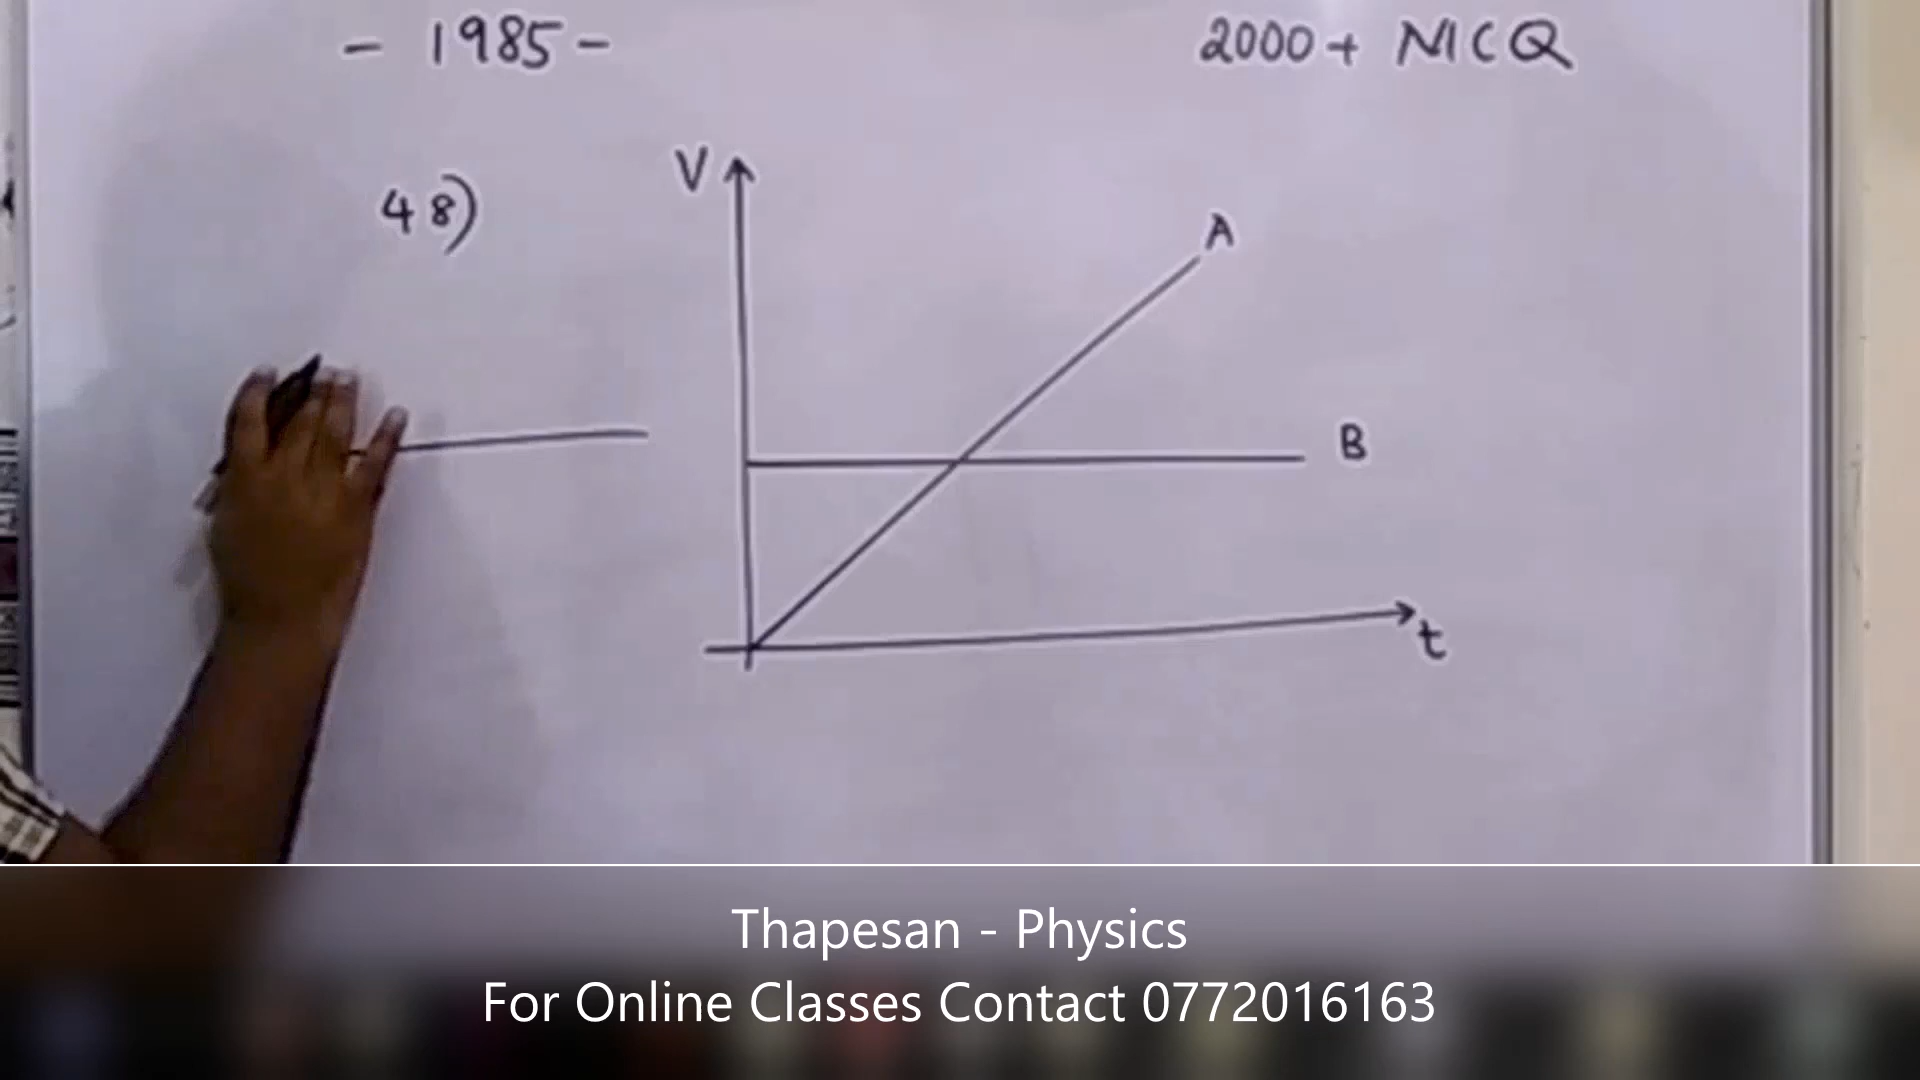 - 1985 -
2000 + MCQ
48)
V
A
B
t
Thapesan - Physics
For Online Classes Contact 0772016163